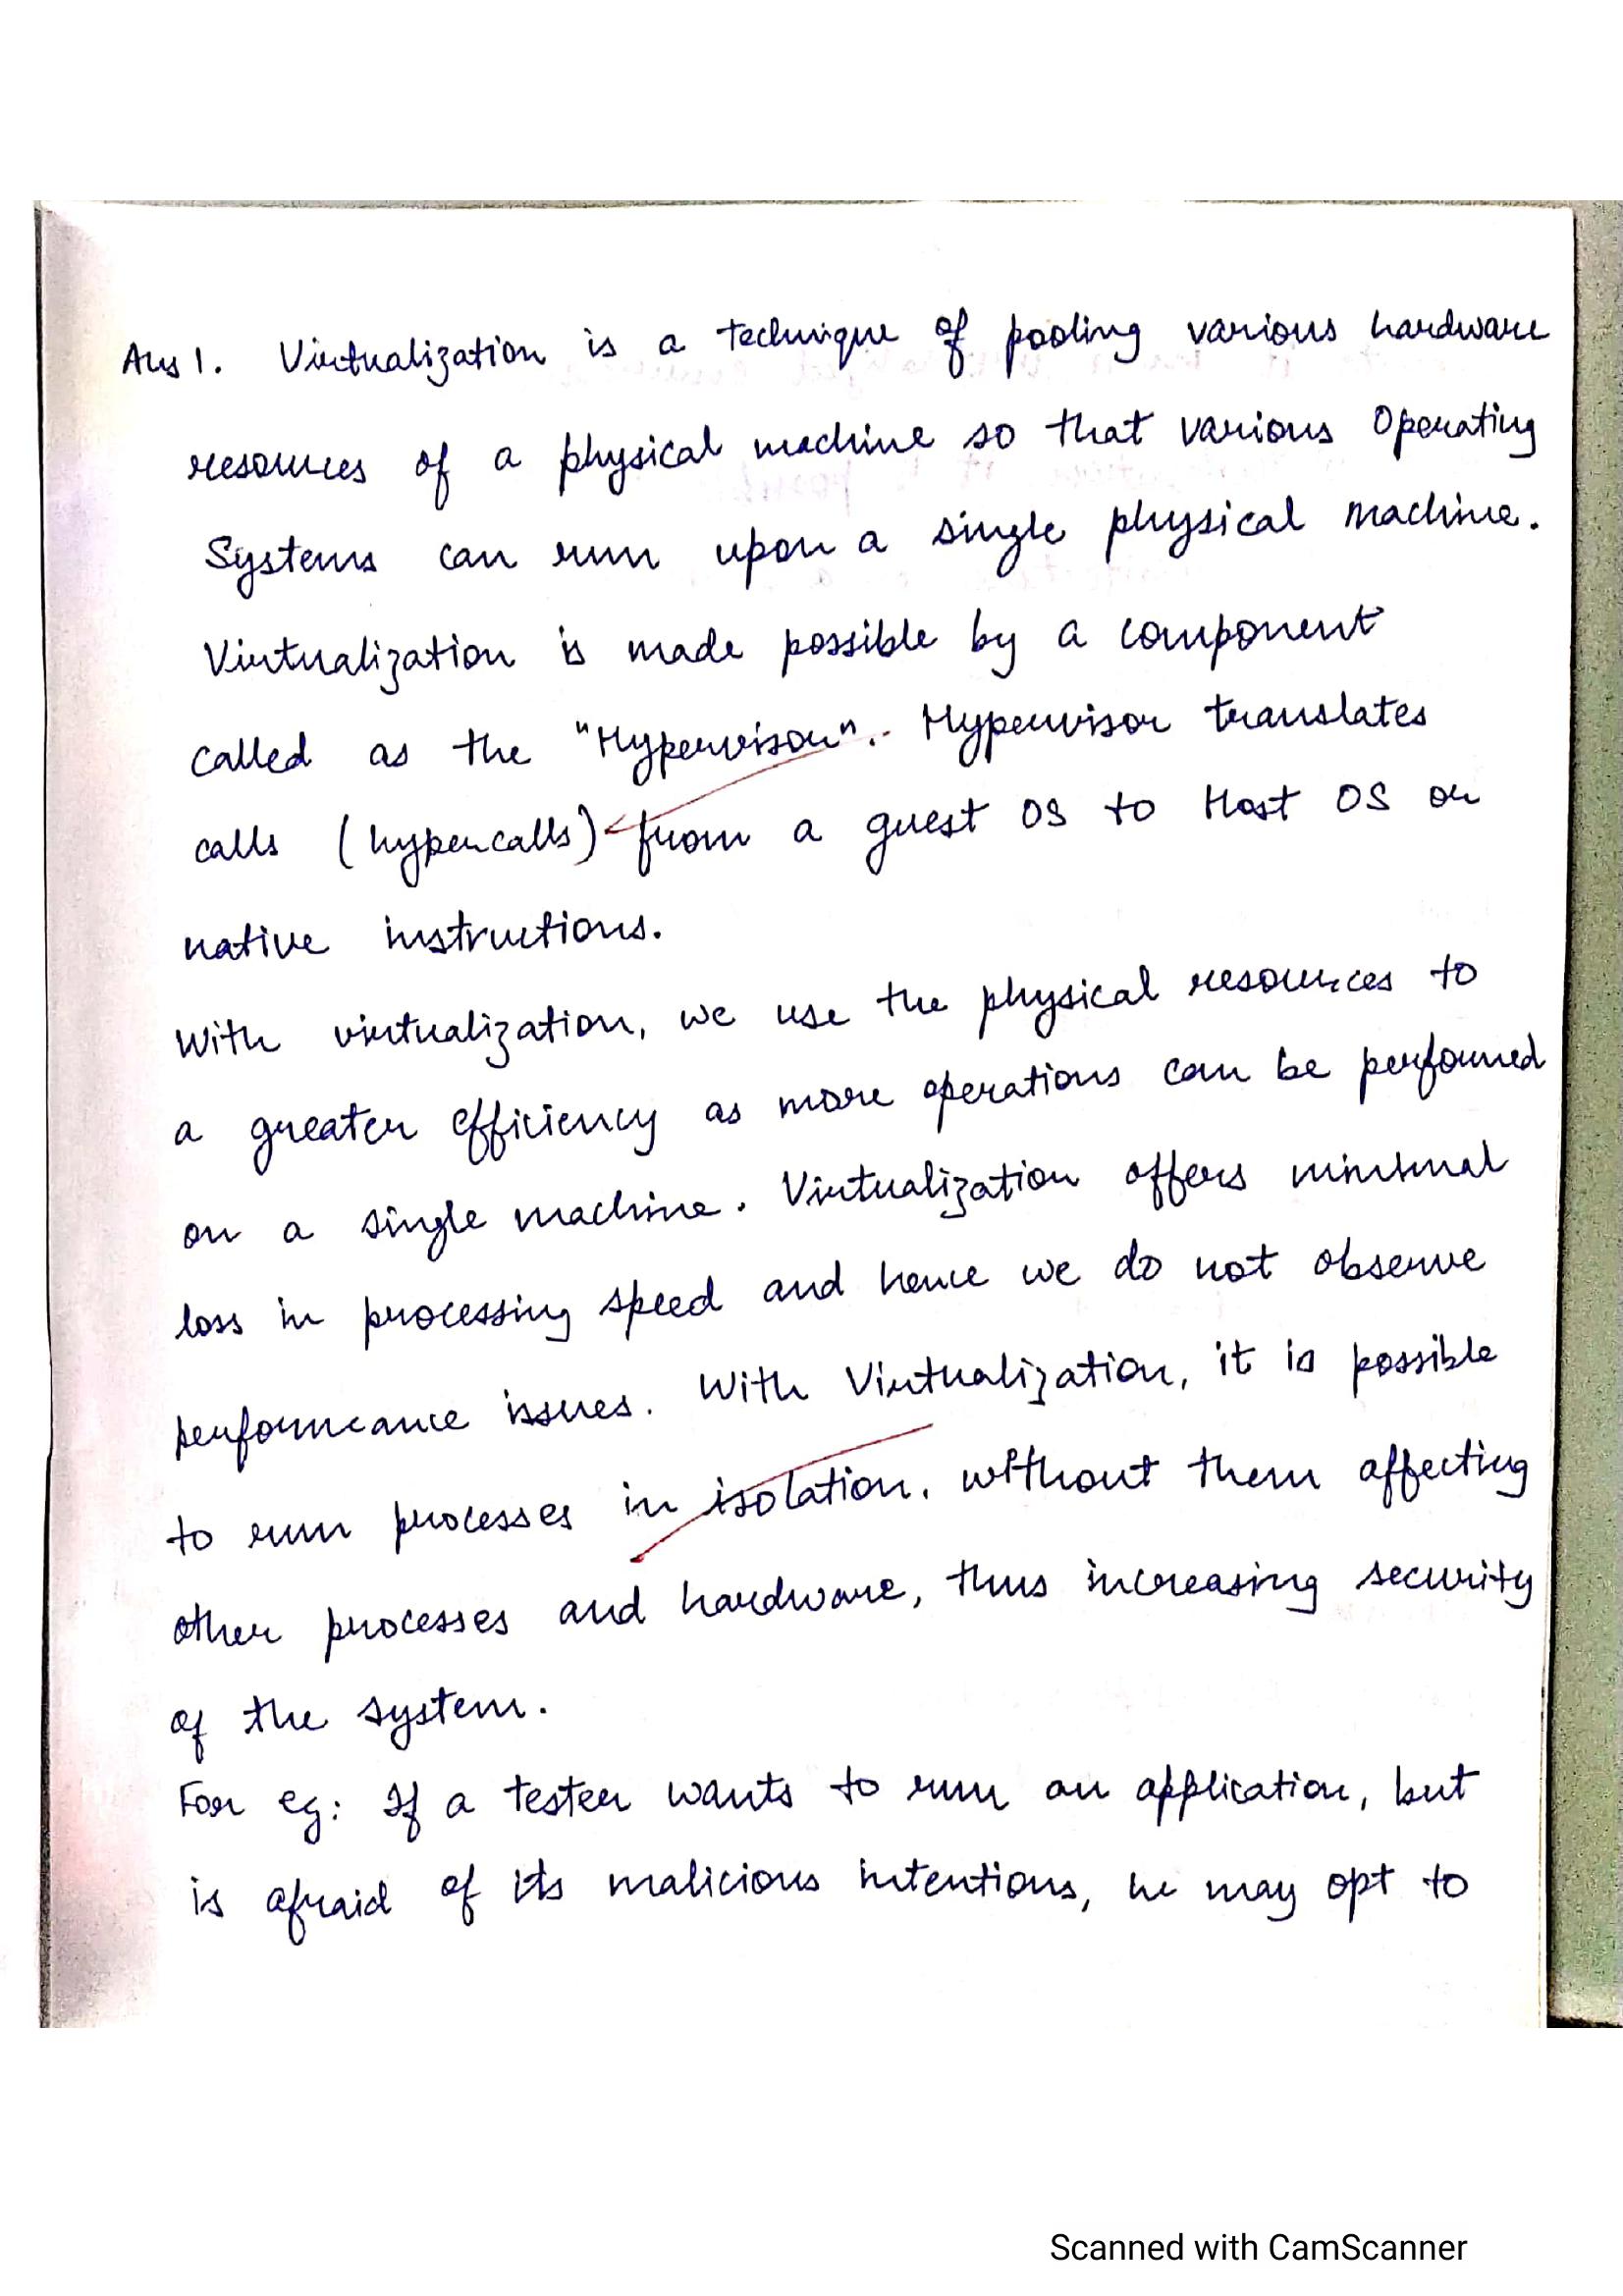 Ans 1. Virtualization is a technique of pooling various hardware
resources of a physical machine so that various Operating
Systems can run upon a single physical machine.
Virtualization is made possible by a component
called as the "Hypervisor". Hypervisor translates
calls (hypercalls) from a guest OS to Host OS or
native instructions.
With virtualization, we use the physical resources to
a greater efficiency as more operations can be performed
on a single machine. Virtualization offers minimal
loss in processing speed and hence we do not observe
performance issues. With Virtualization, it is possible
to run processes in isolation, without them affecting
other processes and hardware, thus increasing security
of the system.
For eg: If a tester wants to run an application, but
is afraid of its malicious intentions, he may opt to
Scanned with CamScanner